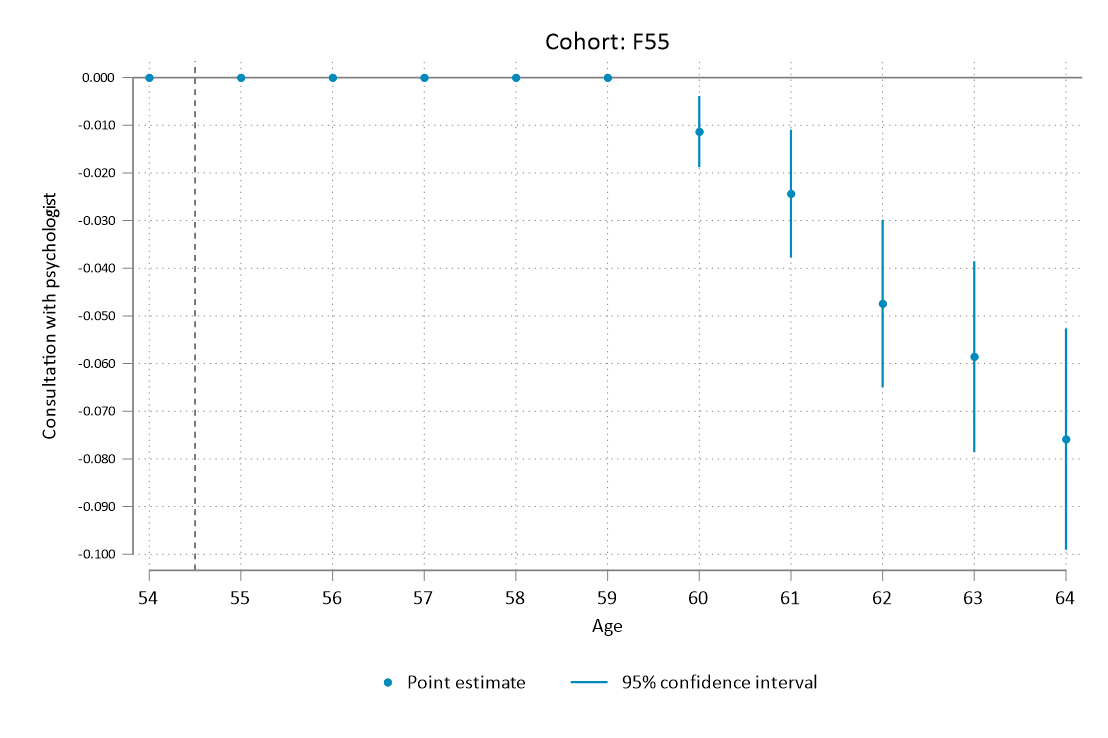 Cohort: F55
Consultation with psychologist
0.000
-0.010
-0.020
-0.030
-0.040
-0.050
-0.060
-0.070
-0.080
-0.090
-0.100
54 55 56 57 58 59 60 61 62 63 64
Age
Point estimate 95% confidence interval